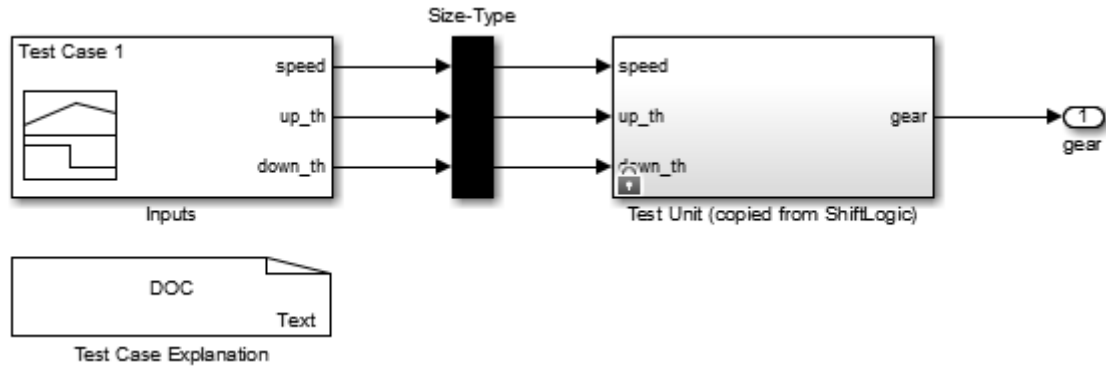 Size-Type
Test Case 1
speed
speed
up_th
up_th
gear
1
down_th
down_th
gear
Inputs
Test Unit (copied from ShiftLogic)
DOC
Text
Test Case Explanation